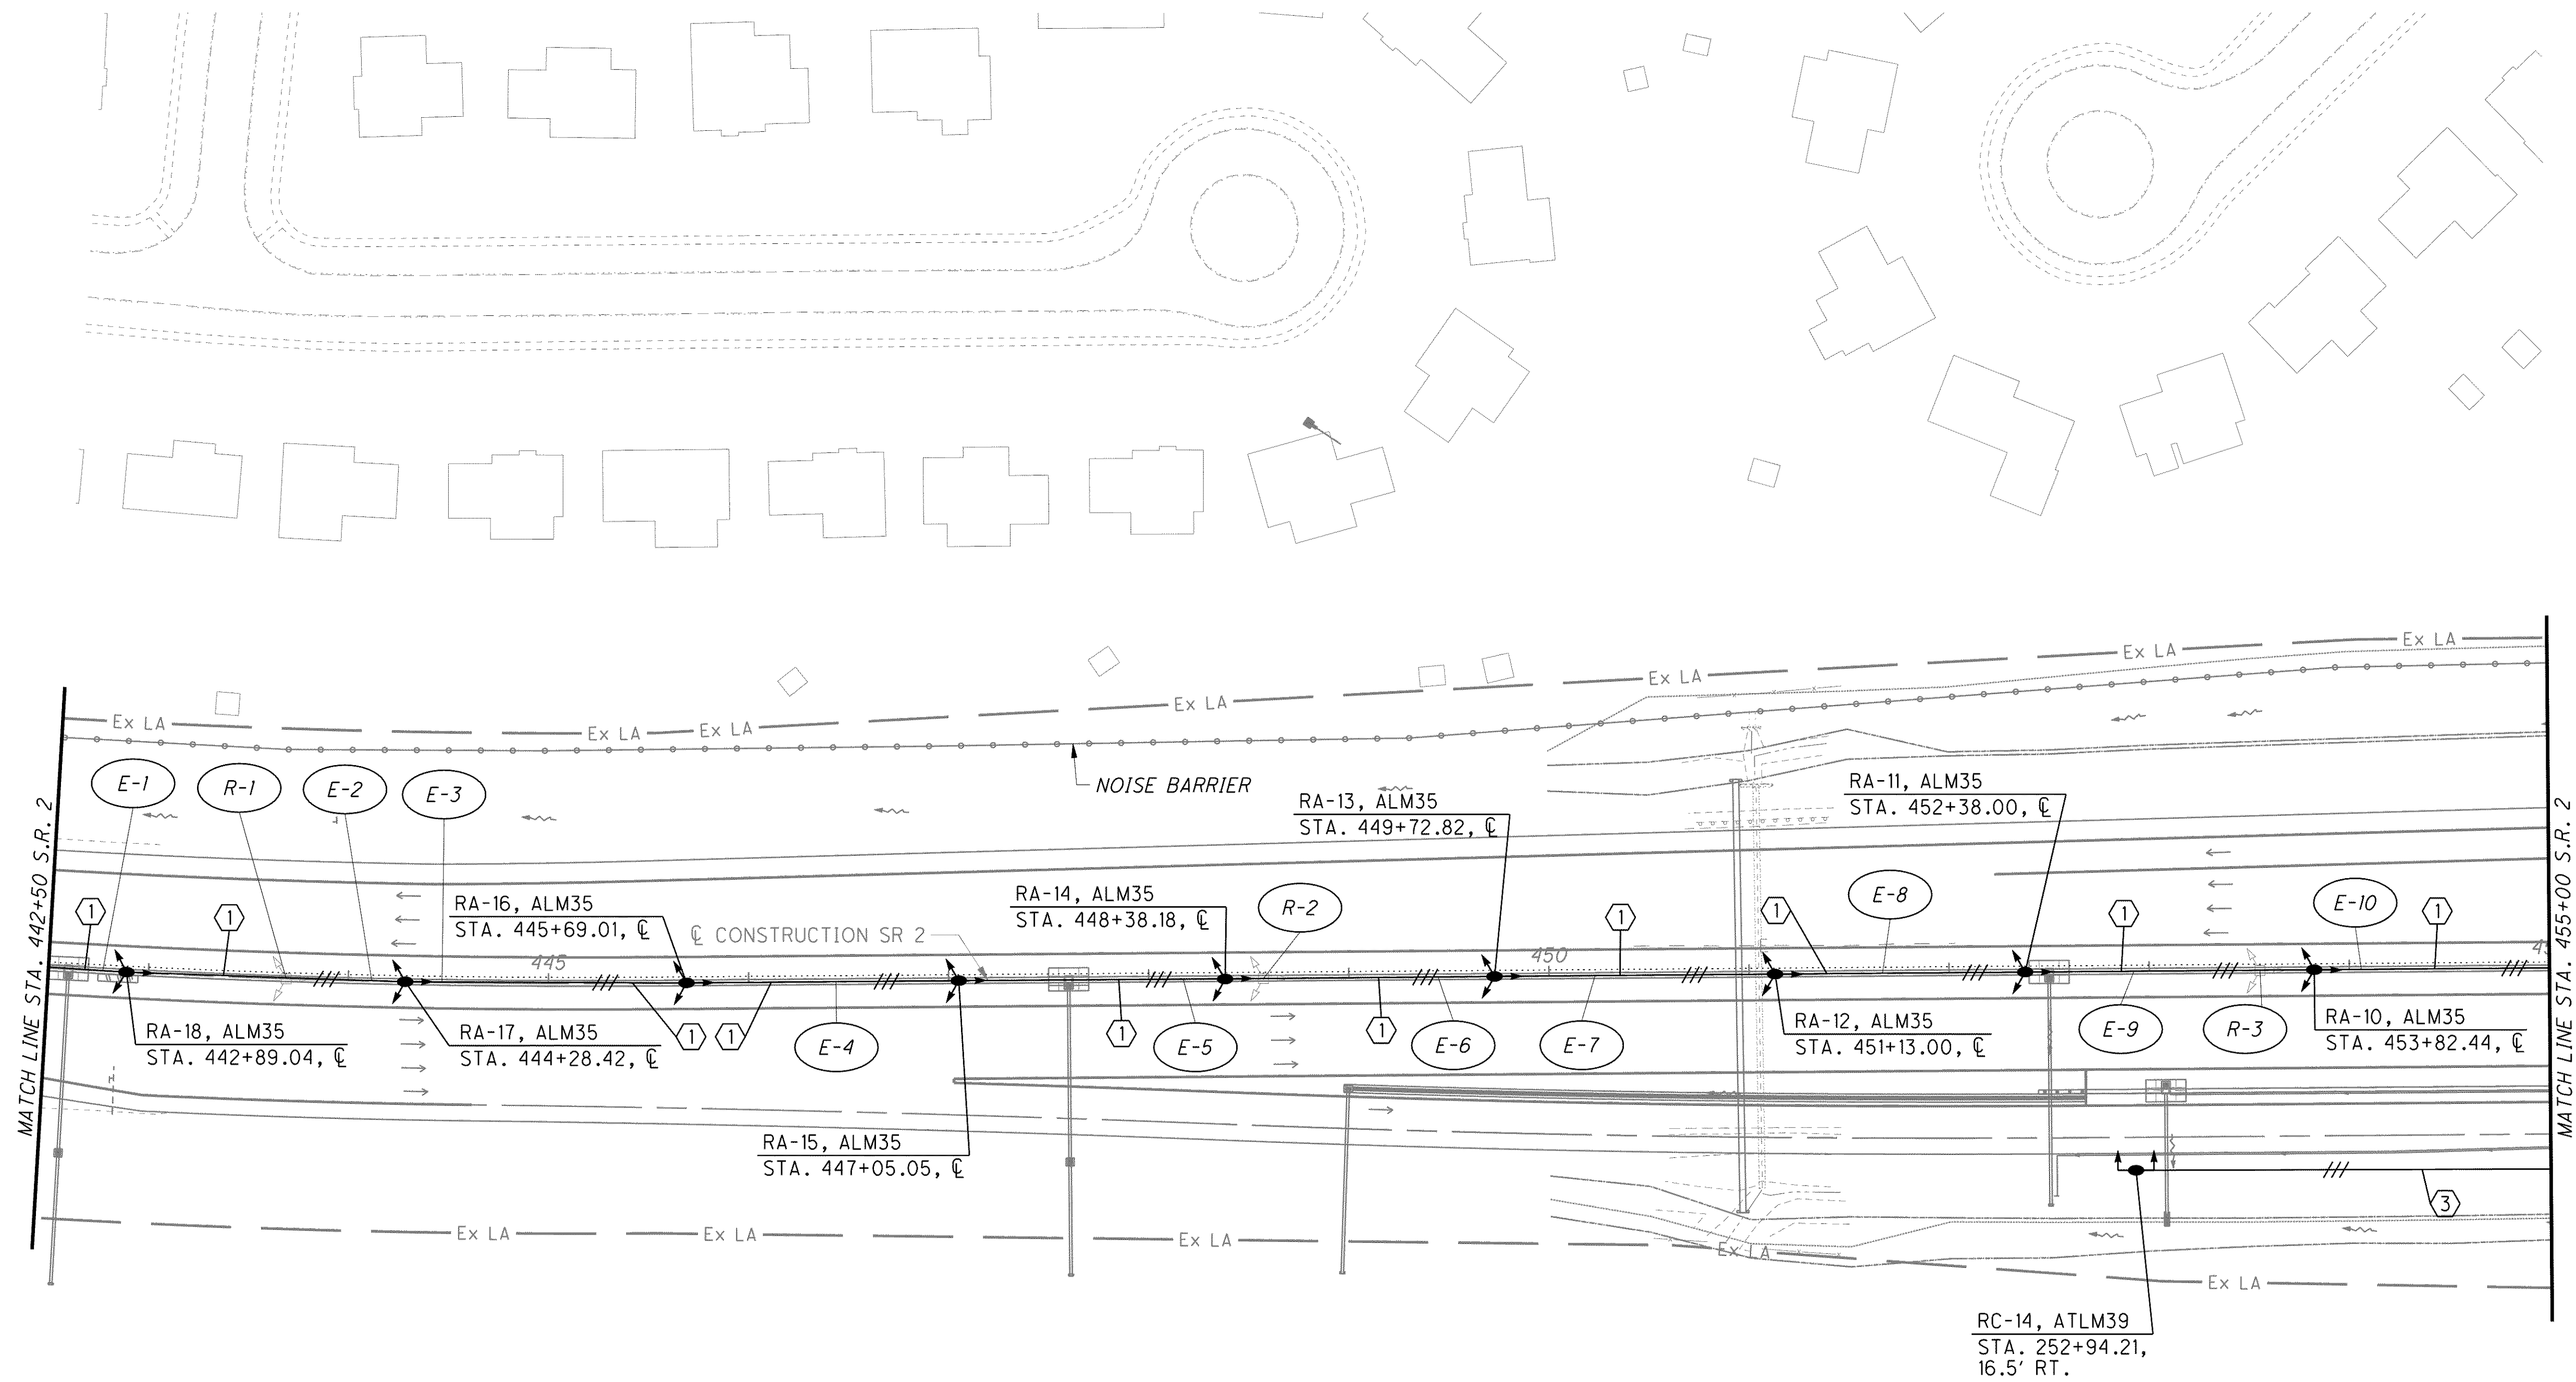 Ex LA
Ex LA
Ex LA
Ex LA
Ex LA
Ex LA
Ex LA
NOISE BARRIER
E-1
R-1
E-2
E-3
MATCH LINE STA. 442+50 S.R. 2
RA-13, ALM35
STA. 449+72.82, ℄
RA-11, ALM35
STA. 452+38.00, ℄
MATCH LINE STA. 455+00 S.R. 2
RA-16, ALM35
STA. 445+69.01, ℄
RA-14, ALM35
STA. 448+38.18, ℄
R-2
E-8
E-10
1
1
1
1
1
1
℄ CONSTRUCTION SR 2
445
450
RA-18, ALM35
STA. 442+89.04, ℄
RA-17, ALM35
STA. 444+28.42, ℄
1
1
E-4
1
E-5
1
E-6
E-7
RA-12, ALM35
STA. 451+13.00, ℄
E-9
R-3
RA-10, ALM35
STA. 453+82.44, ℄
RA-15, ALM35
STA. 447+05.05, ℄
3
Ex LA
Ex LA
Ex LA
Ex LA
Ex LA
RC-14, ATLM39
STA. 252+94.21,
16.5' RT.